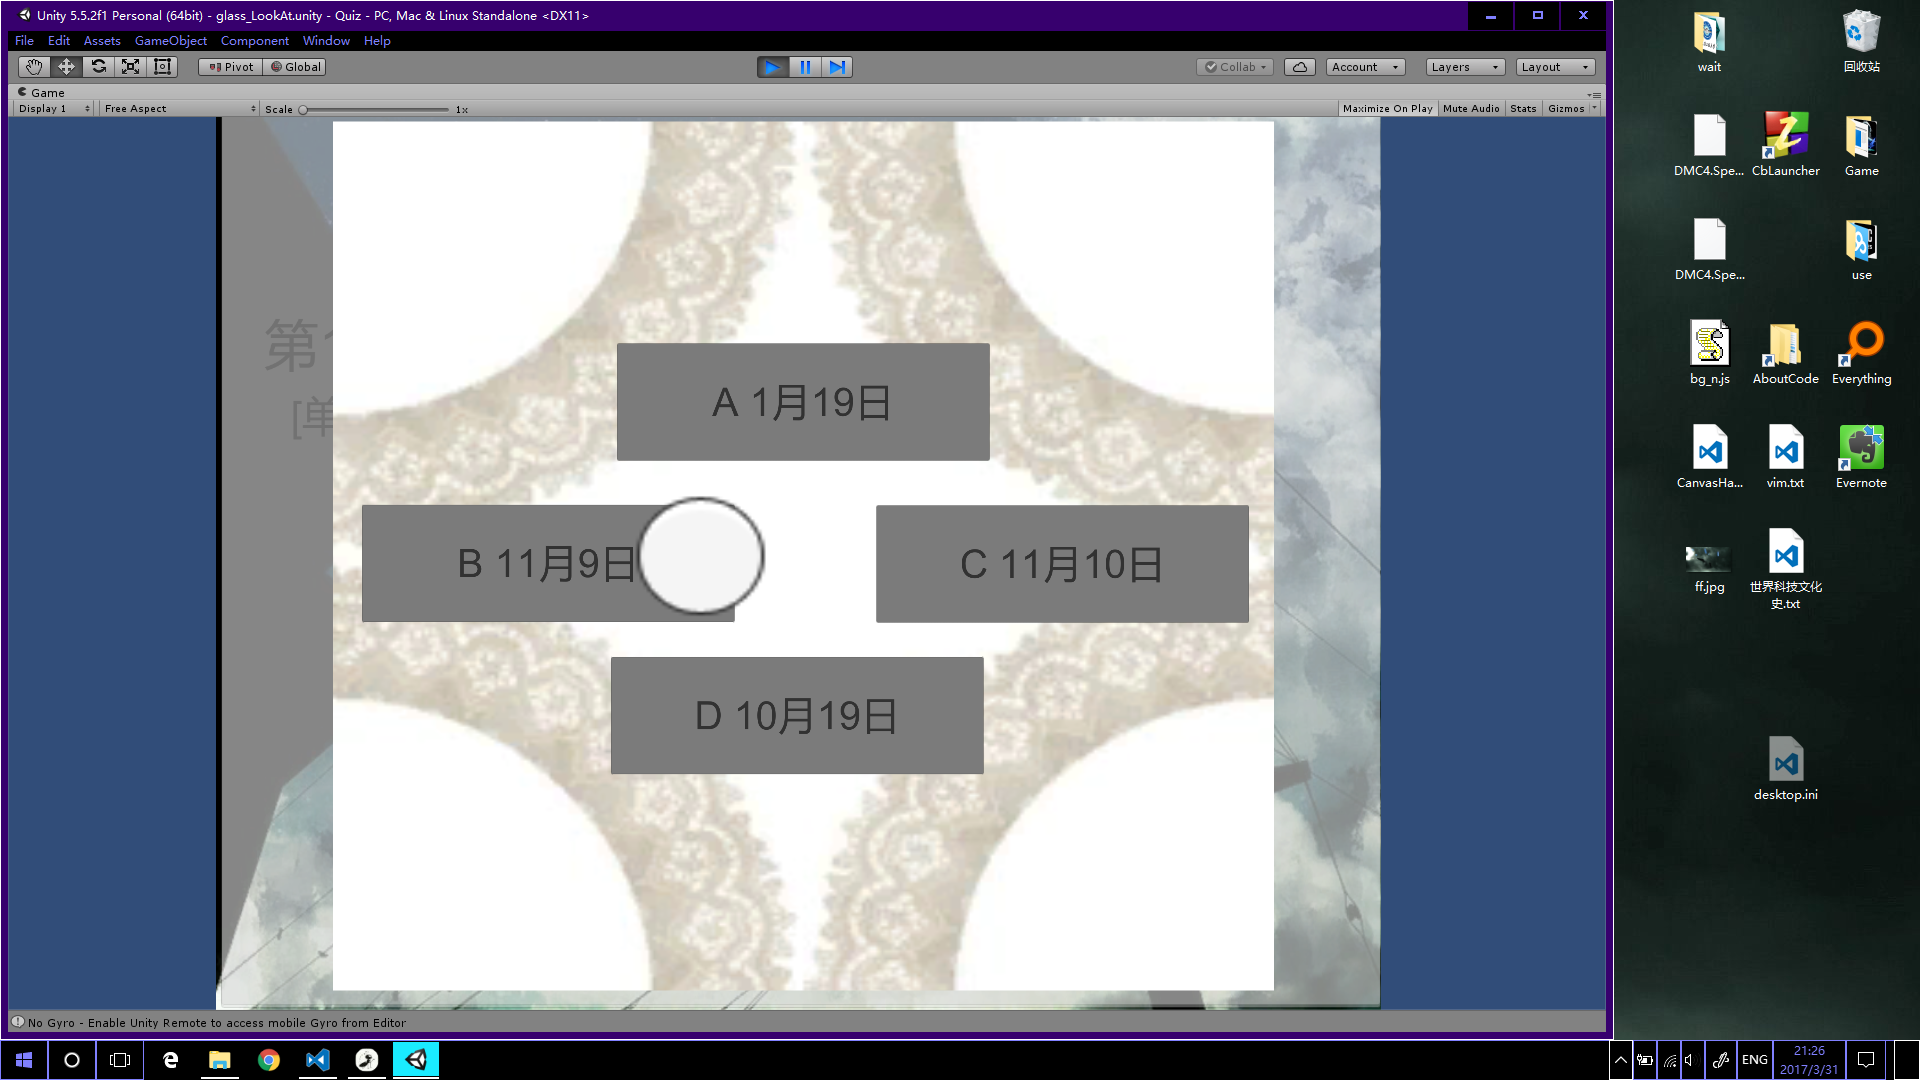 Unity 5.5.2f1 Personal (64bit) - glass_LookAt.unity - Quiz - PC, Mac & Linux Standalone <DX11>
File Edit Assets GameObject Component Window Help
Pivot Global Collab Account Layers Layout
Game
Display 1 Free Aspect Scale 1x Maximize On Play Mute Audio Stats Gizmos
第1
[单
A 1月19日
B 11月9日
C 11月10日
D 10月19日
No Gyro - Enable Unity Remote to access mobile Gyro from Editor
wait
回收站
DMC4.Spe...
CbLauncher
Game
DMC4.Spe...
use
bg_n.js
AboutCode
Everything
CanvasHa...
vim.txt
Evernote
ff.jpg
世界科技文化
史.txt
desktop.ini
ENG
21:26
2017/3/31